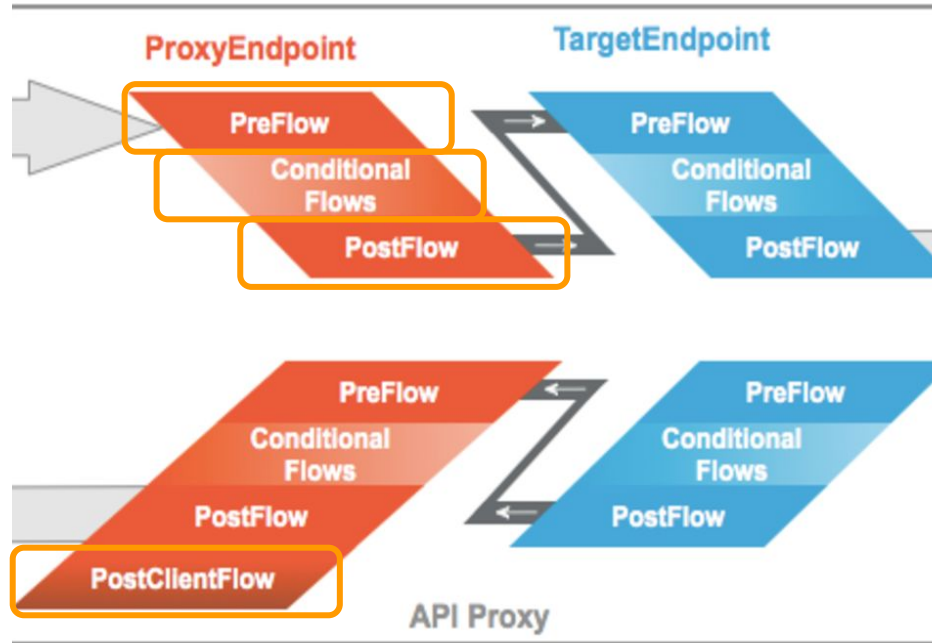 ProxyEndpoint
TargetEndpoint
PreFlow
Conditional
Flows
PostFlow
PreFlow
Conditional
Flows
PostFlow
PreFlow
Conditional
Flows
PostFlow
PostClientFlow
PreFlow
Conditional
Flows
PostFlow
API Proxy